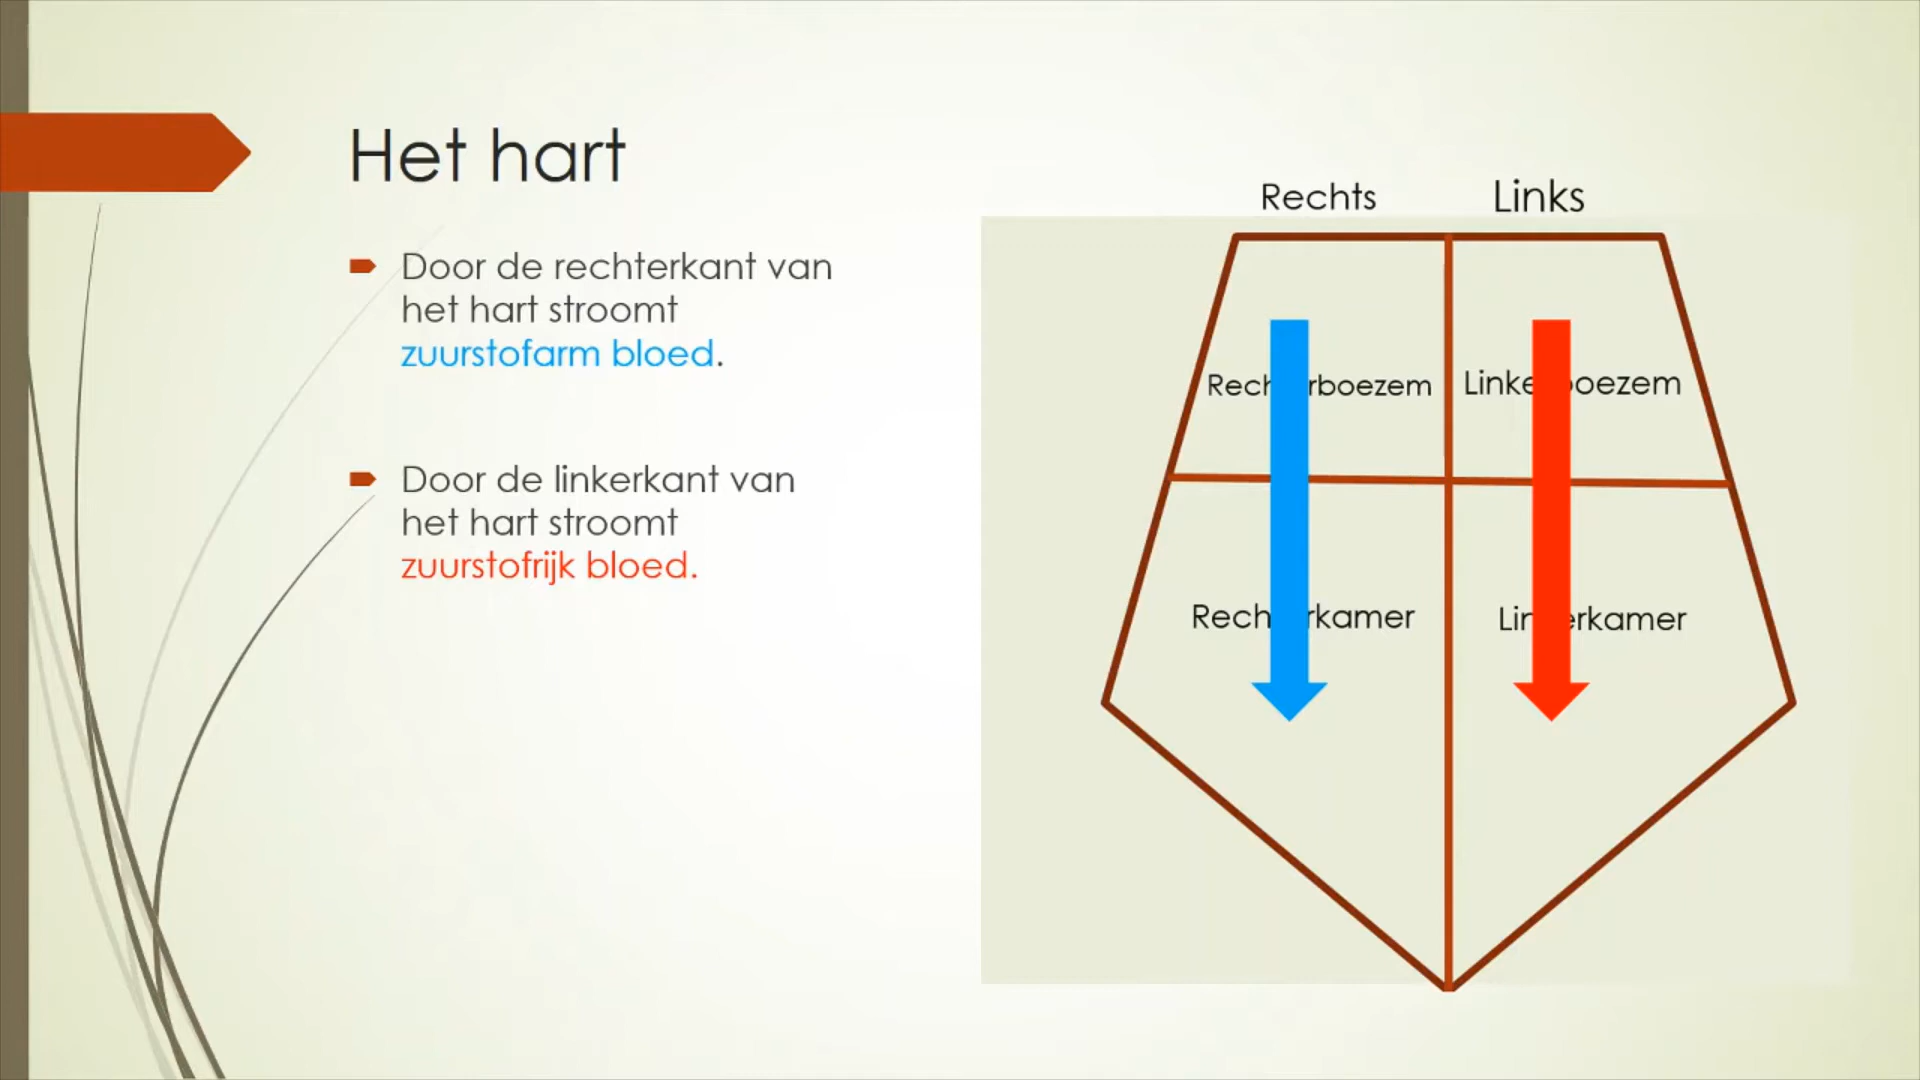 Het hart
Door de rechterkant van
het hart stroomt
zuurstofarm bloed.
Door de linkerkant van
het hart stroomt
zuurstofrijk bloed.
Rechts Links
Rechterboezem Linkerboezem
Rechterkamer Linkerkamer